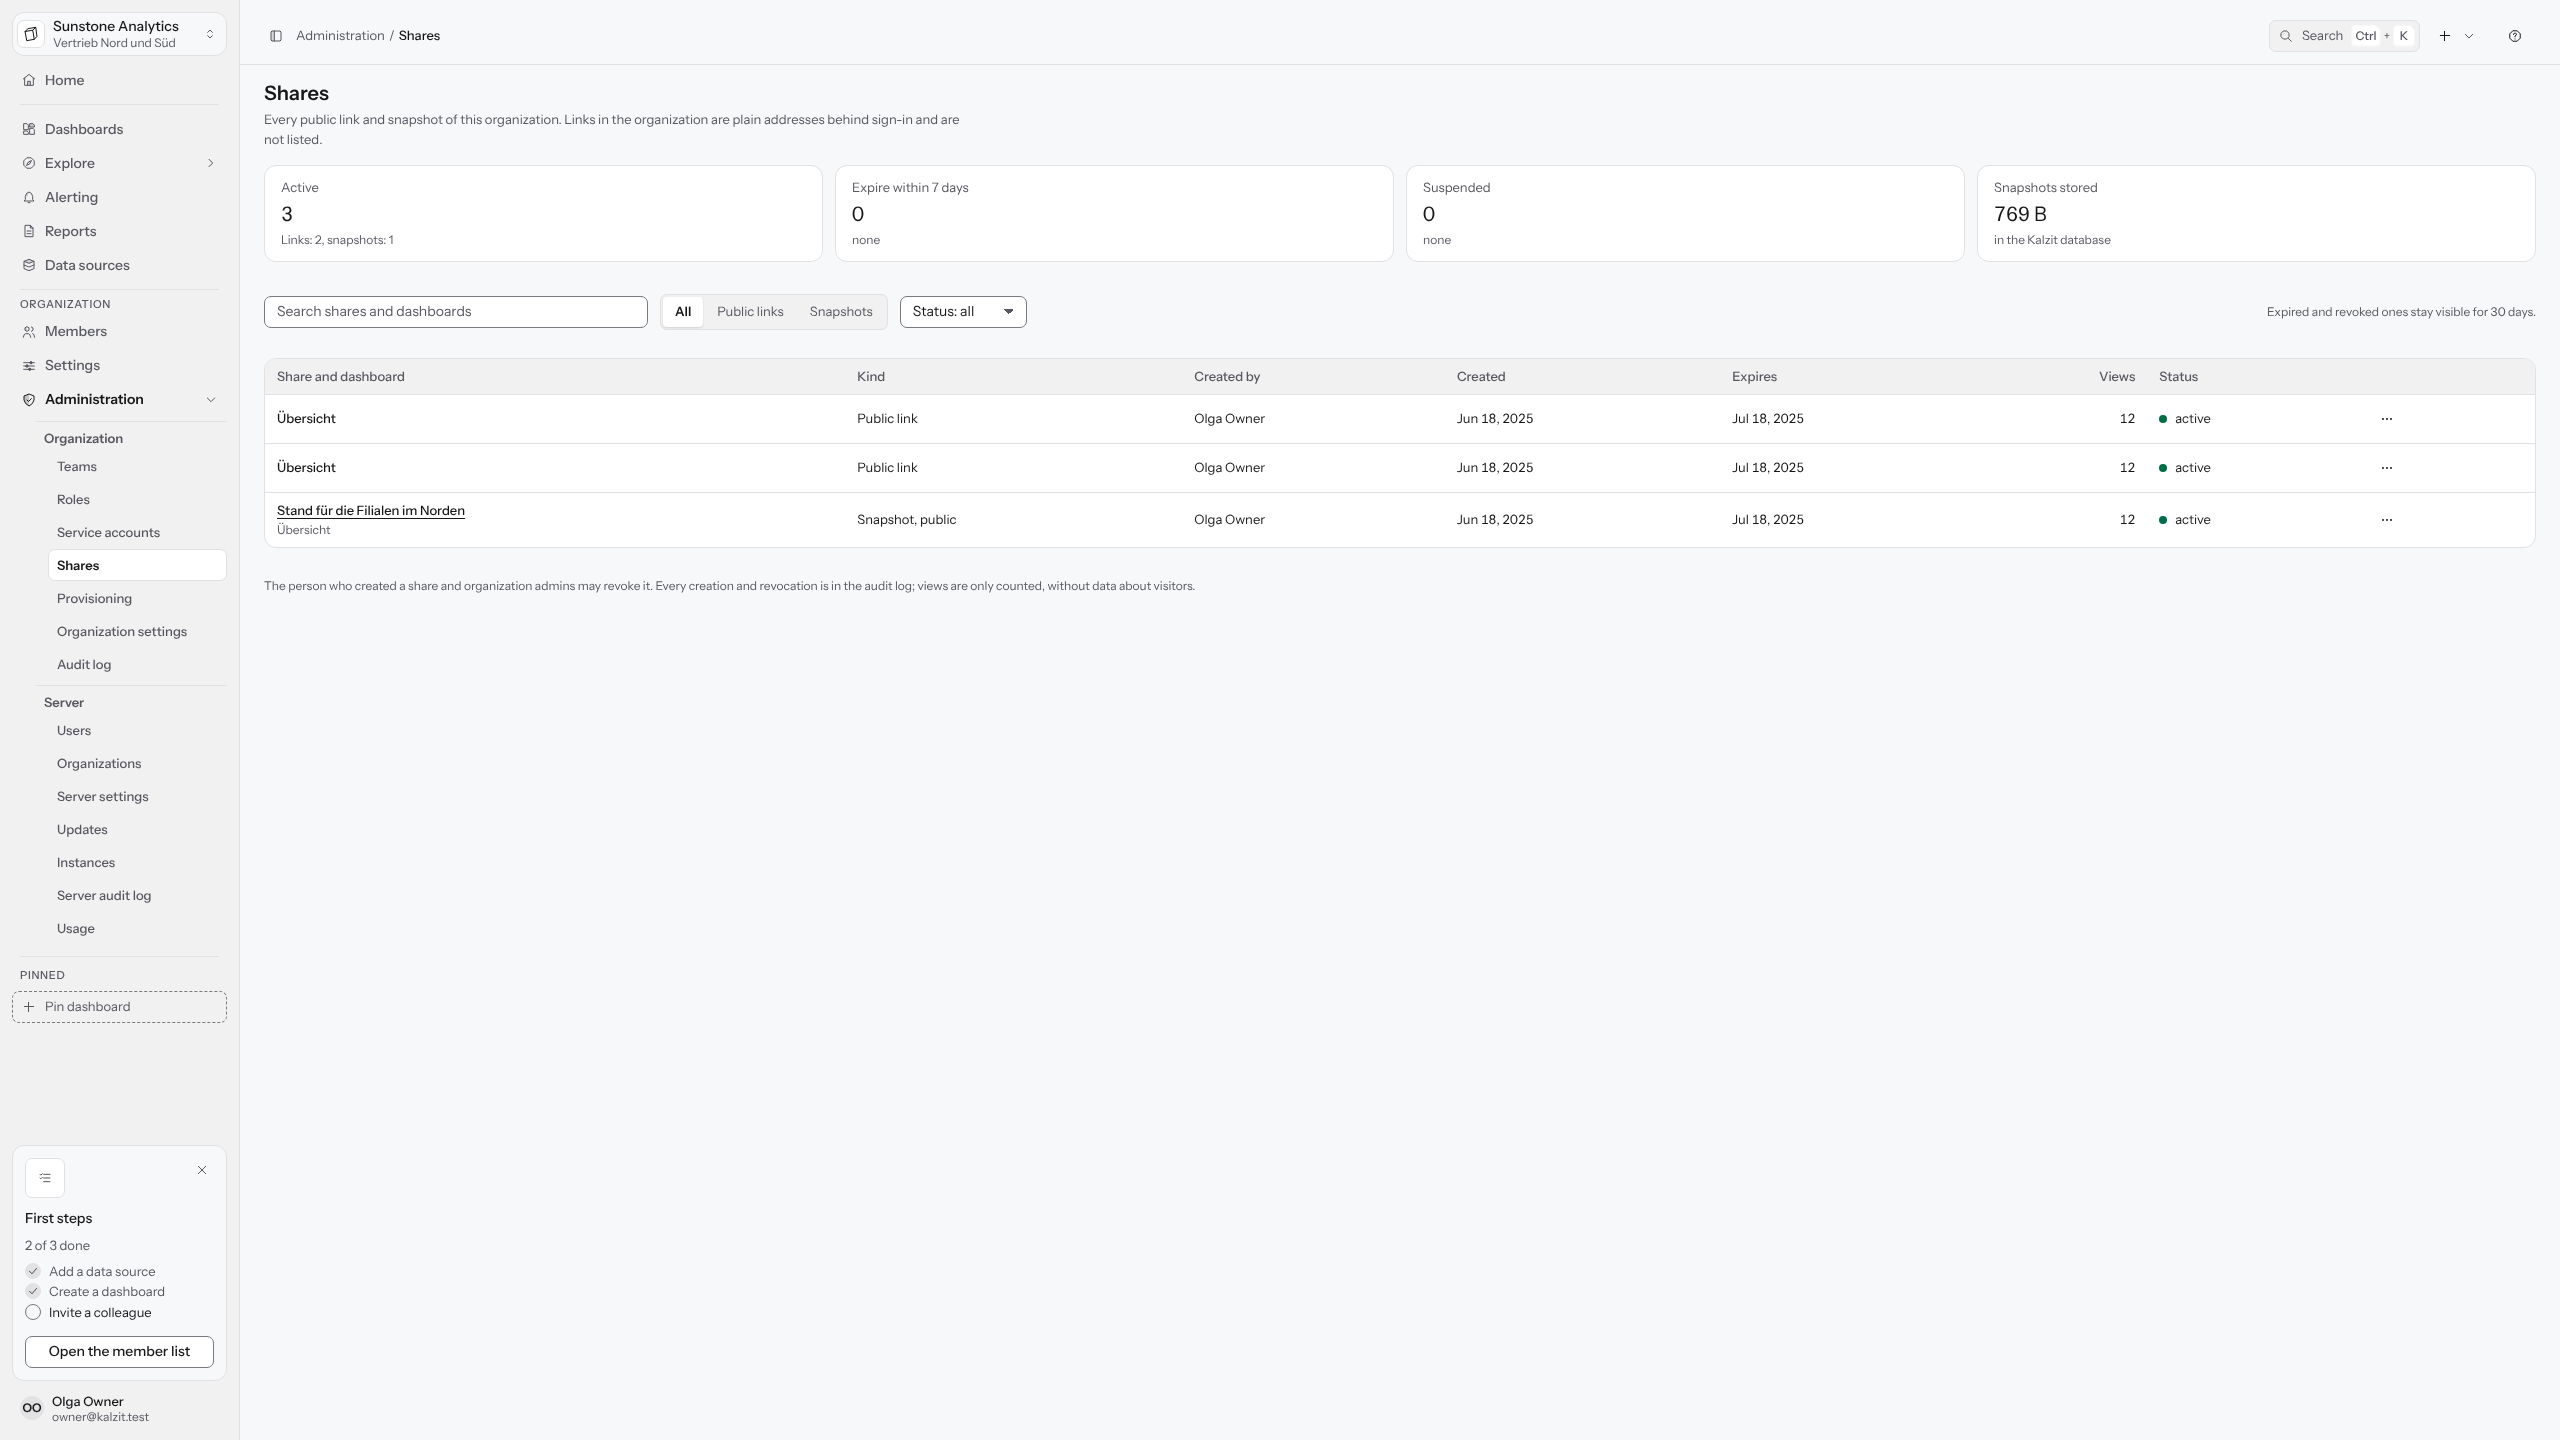 Sunstone Analytics
Vertrieb Nord und Süd
Home
Dashboards
Explore
Alerting
Reports
Data sources
ORGANIZATION
Members
Settings
Administration
Organization
Teams
Roles
Service accounts
Shares
Provisioning
Organization settings
Audit log
Server
Users
Organizations
Server settings
Updates
Instances
Server audit log
Usage
PINNED
Pin dashboard
First steps
2 of 3 done
Add a data source
Create a dashboard
Invite a colleague
Open the member list
OO
Olga Owner
owner@kalzit.test
Administration / Shares
Search Ctrl + K
Shares
Every public link and snapshot of this organization. Links in the organization are plain addresses behind sign-in and are
not listed.
Active
3
Links: 2, snapshots: 1
Expire within 7 days
0
none
Suspended
0
none
Snapshots stored
769 B
in the Kalzit database
Search shares and dashboards
All Public links Snapshots
Status: all
Expired and revoked ones stay visible for 30 days.
Share and dashboard Kind Created by Created Expires Views Status
Übersicht Public link Olga Owner Jun 18, 2025 Jul 18, 2025 12 active
Übersicht Public link Olga Owner Jun 18, 2025 Jul 18, 2025 12 active
Stand für die Filialen im Norden
Übersicht
Snapshot, public Olga Owner Jun 18, 2025 Jul 18, 2025 12 active
The person who created a share and organization admins may revoke it. Every creation and revocation is in the audit log; views are only counted, without data about visitors.